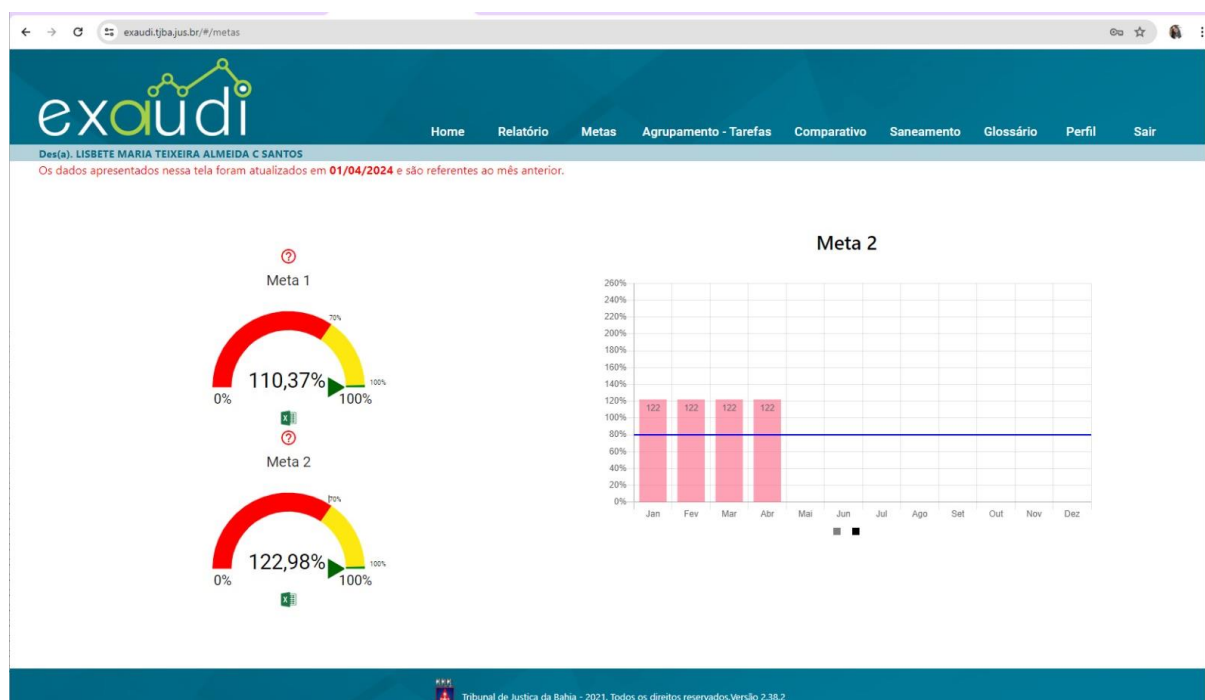 exaudi.tjba.jus.br/#/metas
exaudi
Home Relatório Metas Agrupamento - Tarefas Comparativo Saneamento Glossário Perfil Sair
Des(a). LISBETE MARIA TEIXEIRA ALMEIDA C SANTOS
Os dados apresentados nessa tela foram atualizados em 01/04/2024 e são referentes ao mês anterior.
Meta 1
70%
110,37%
100%
0%
100%
Meta 2
70%
122,98%
100%
0%
100%
Meta 2
260%
240%
220%
200%
180%
160%
140%
120%
100%
80%
60%
40%
20%
0%
122 122 122 122
Jan Fev Mar Abr Mai Jun Jul Ago Set Out Nov Dez
Tribunal de Justiça da Bahia - 2021. Todos os direitos reservados.Versão 2.38.2